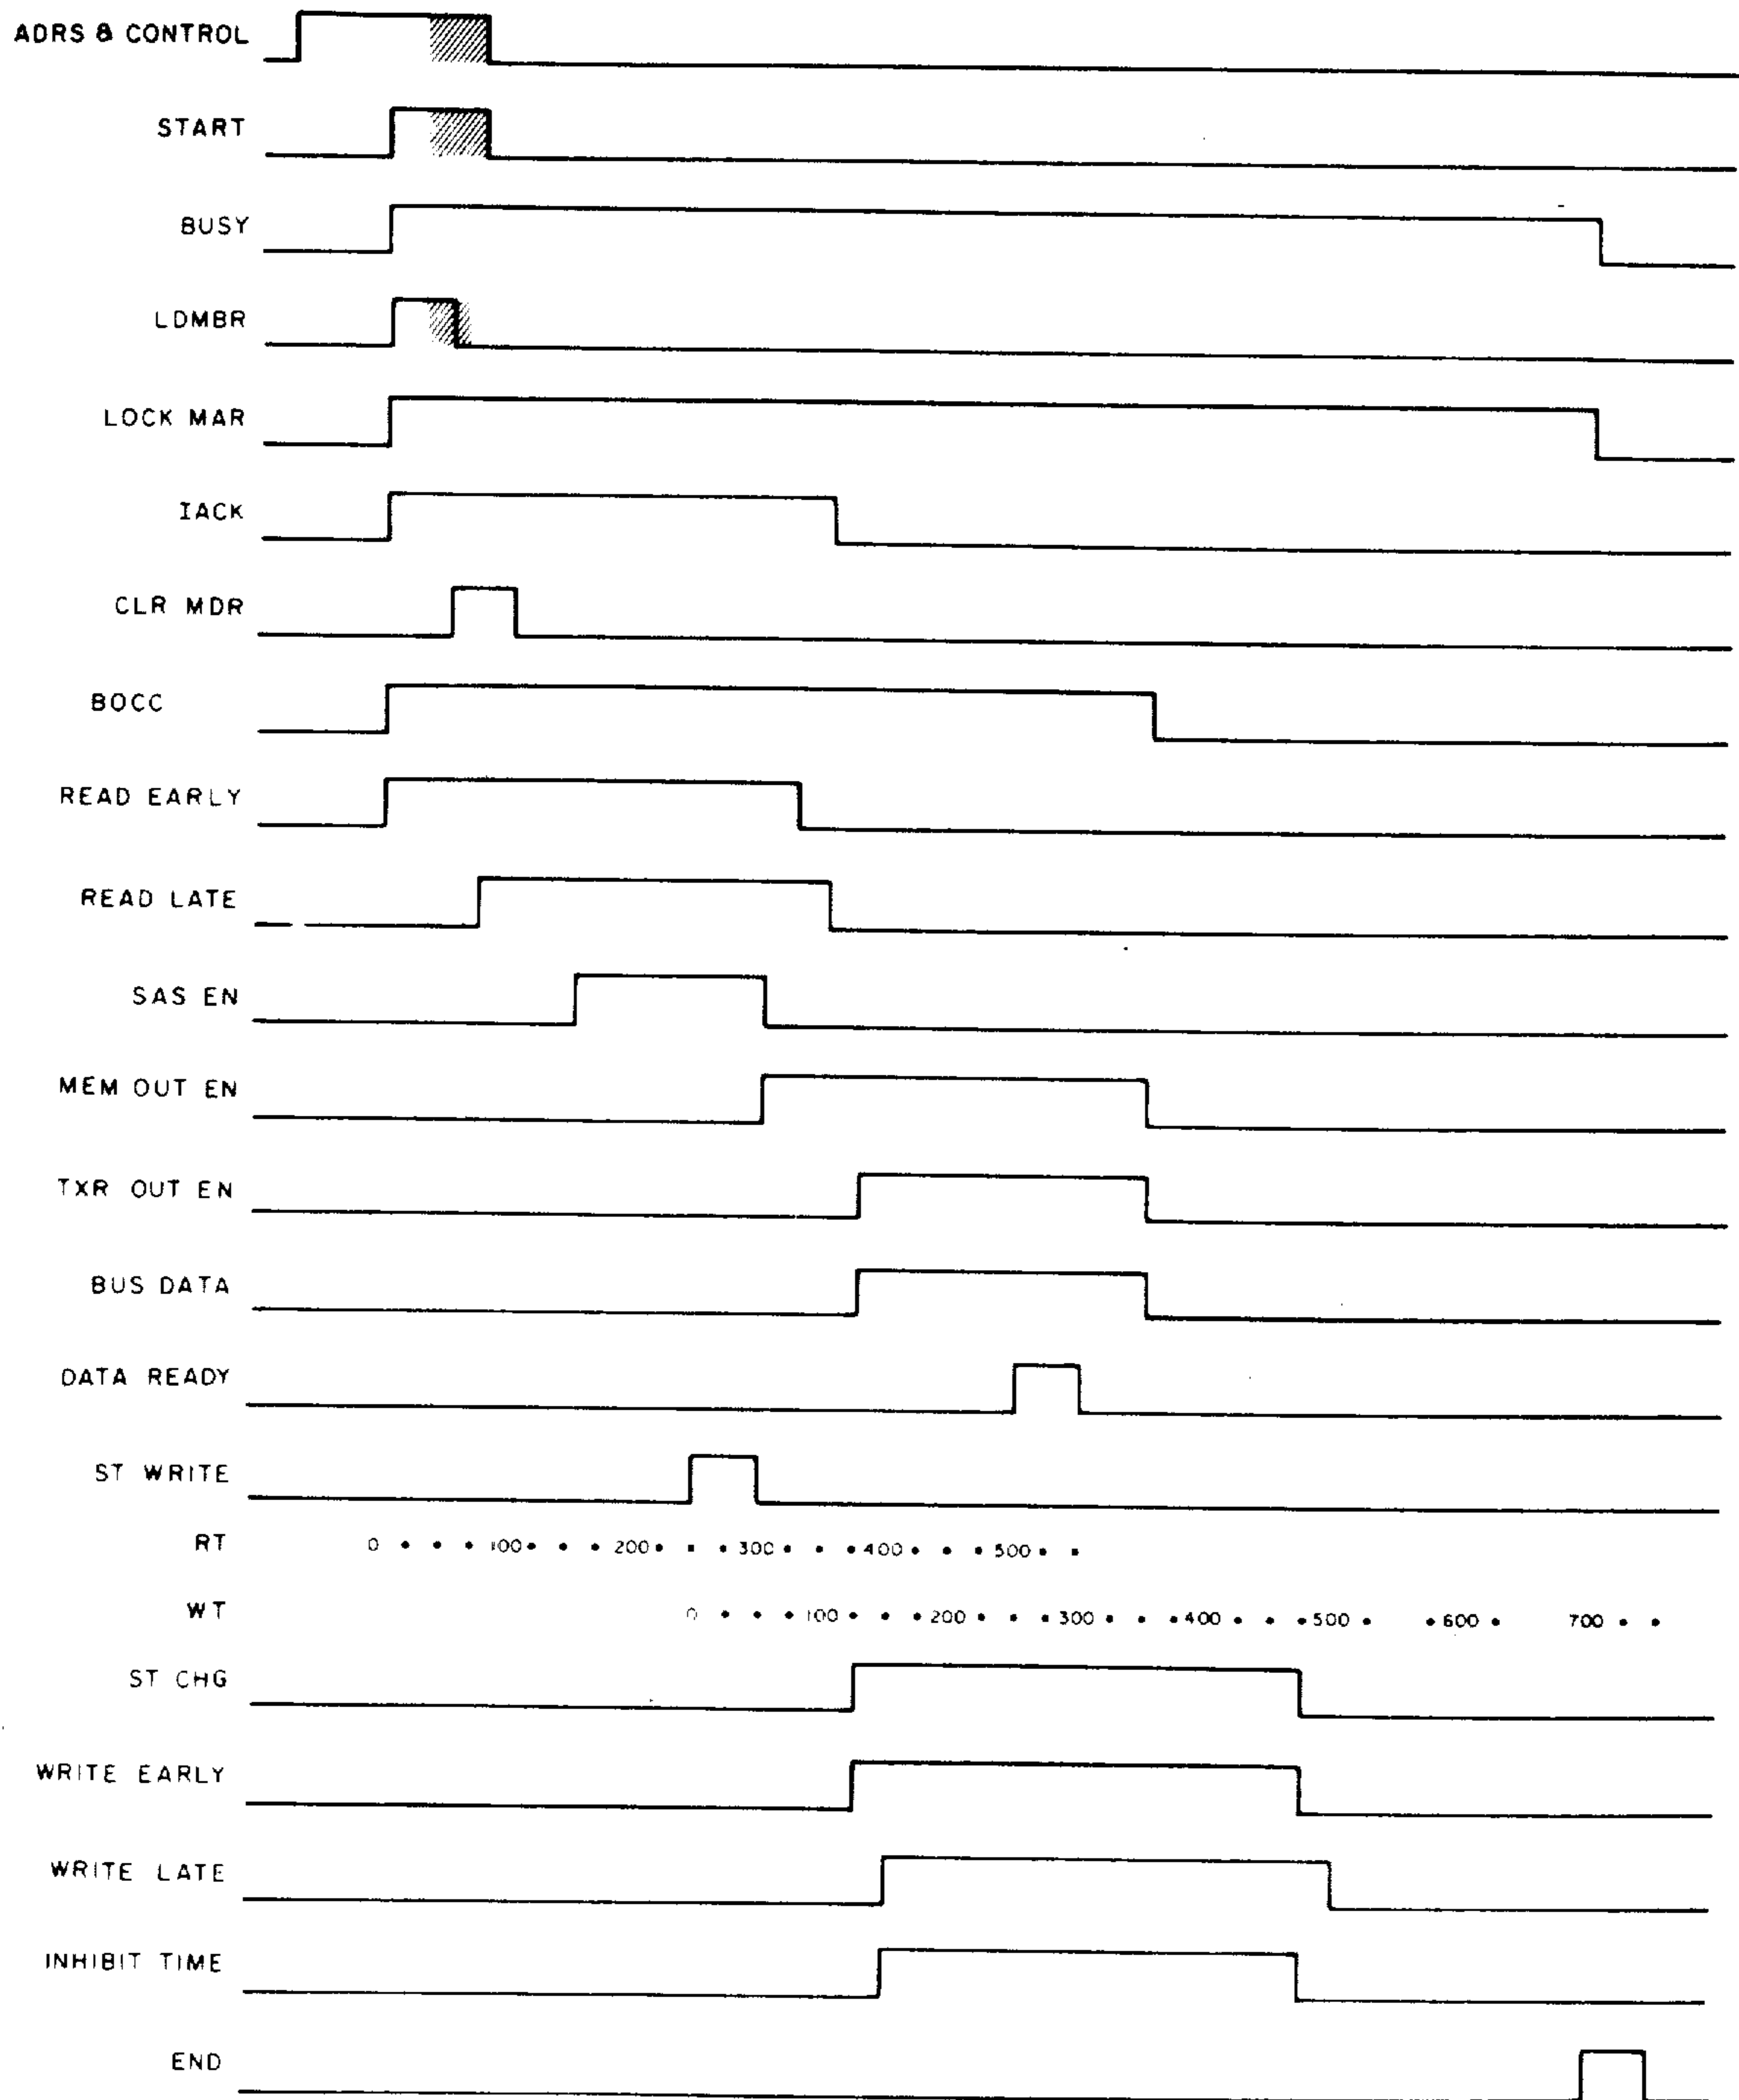 ADRS & CONTROL
START
BUSY
LDMBR
LOCK MAR
IACK
CLR MDR
BOCC
READ EARLY
READ LATE
SAS EN
MEM OUT EN
TXR OUT EN
BUS DATA
DATA READY
ST WRITE
RT 0 • • • 100 • • • 200 • • • 300 • • • 400 • • • 500 • •
WT 0 • • • 100 • • • 200 • • • 300 • • • 400 • • • 500 • • 600 • 700 • •
ST CHG
WRITE EARLY
WRITE LATE
INHIBIT TIME
END